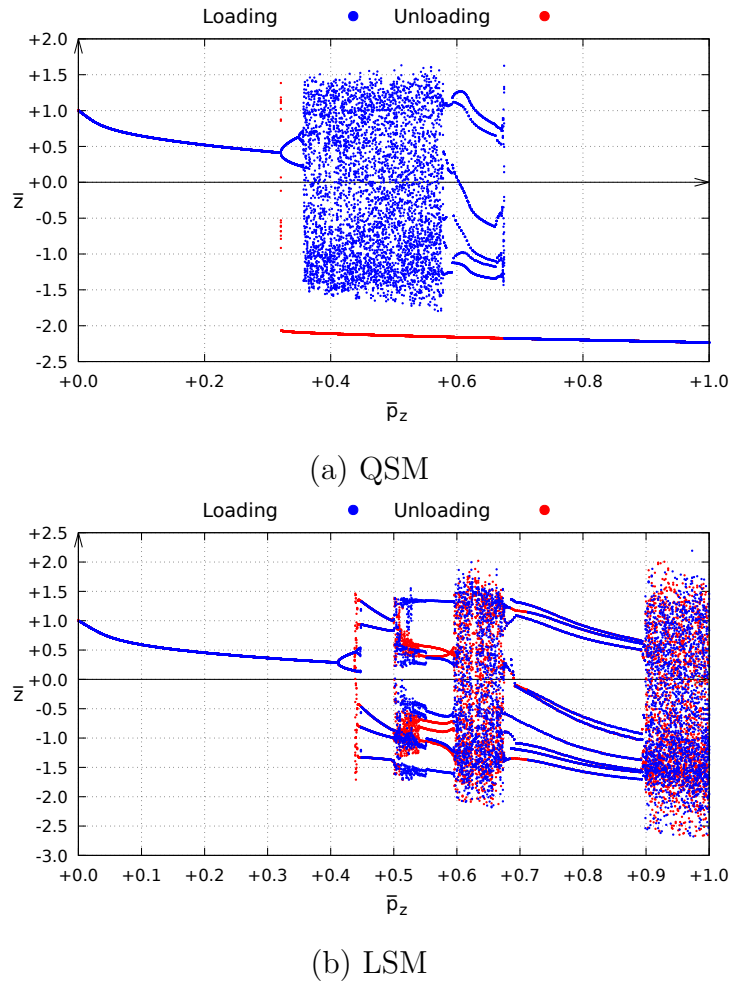 Loading Unloading
+2.0
+1.5
+1.0
+0.5
+0.0
-0.5
-1.0
-1.5
-2.0
-2.5
z̄
+0.0 +0.2 +0.4 +0.6 +0.8 +1.0
p̄z
(a) QSM
Loading Unloading
+2.5
+2.0
+1.5
+1.0
+0.5
+0.0
-0.5
-1.0
-1.5
-2.0
-2.5
-3.0
z̄
+0.0 +0.1 +0.2 +0.3 +0.4 +0.5 +0.6 +0.7 +0.8 +0.9 +1.0
p̄z
(b) LSM